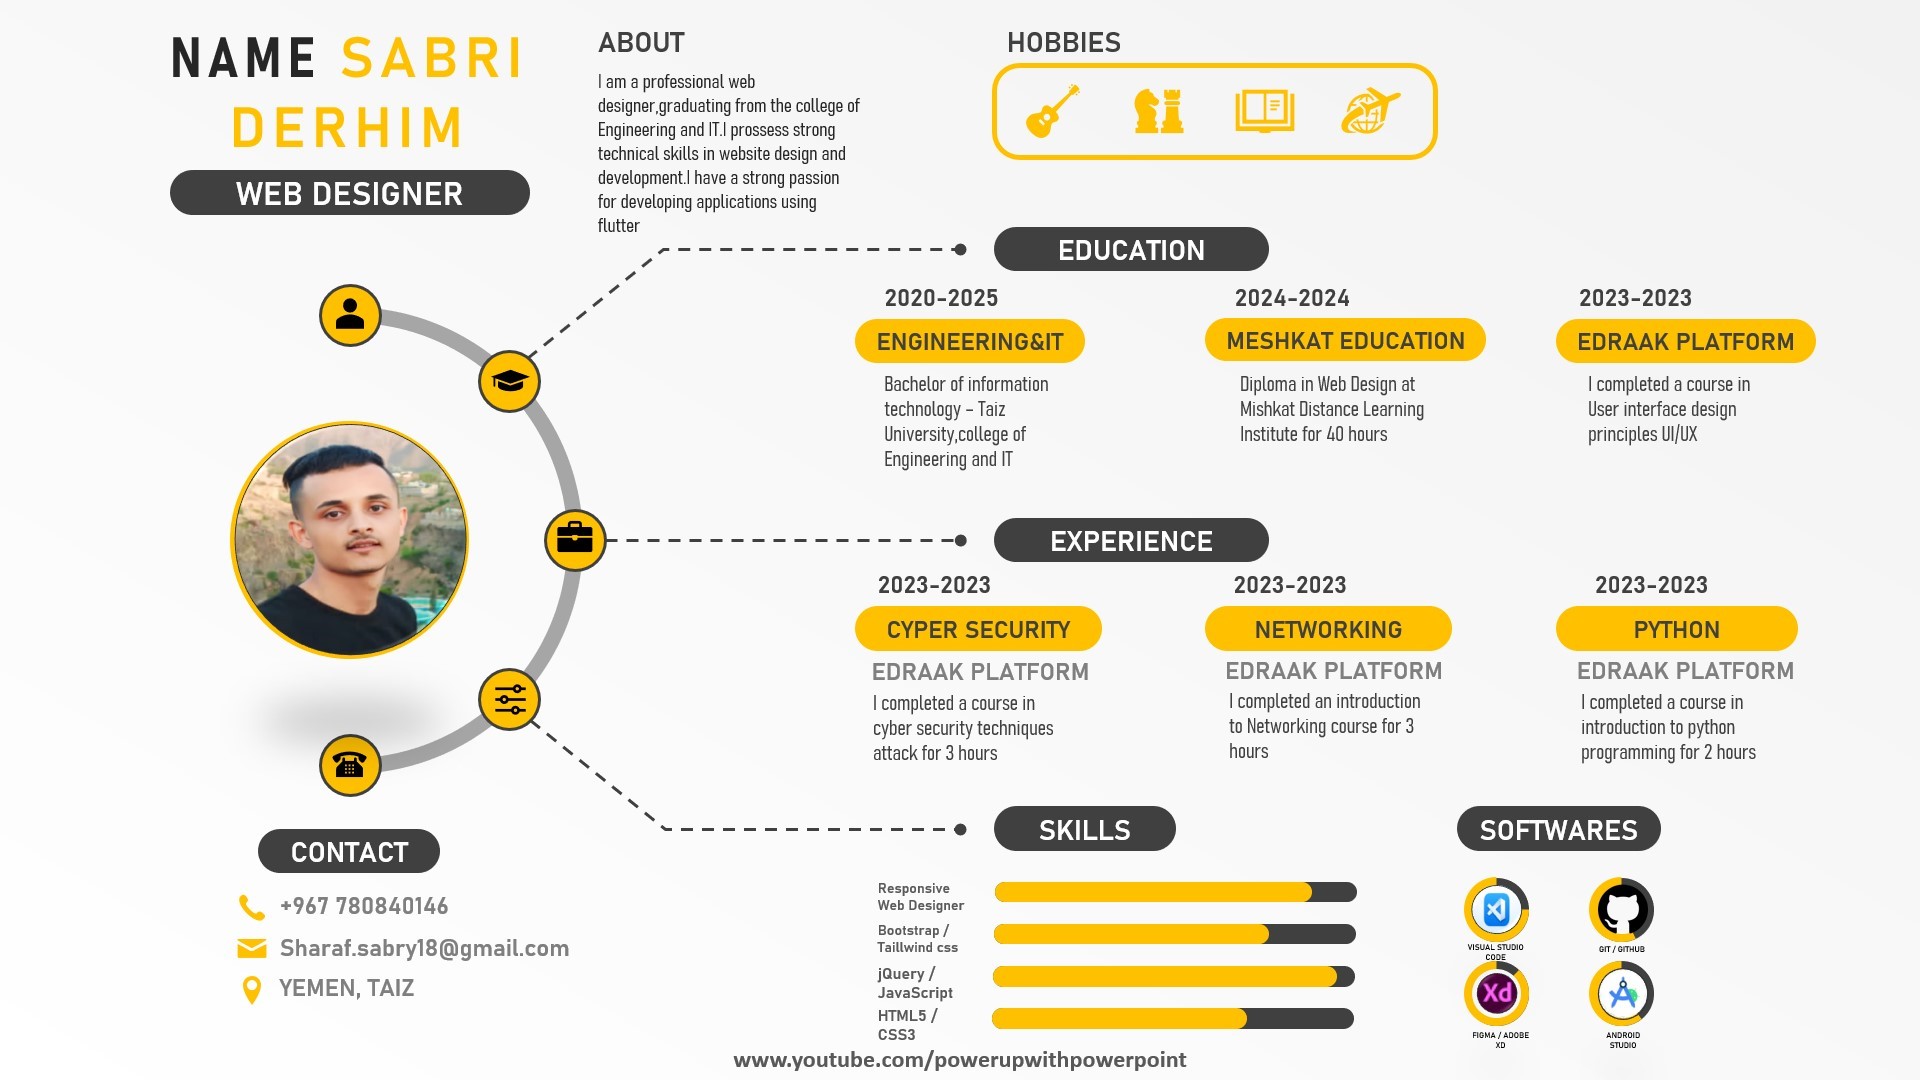 NAME SABRI
DERHIM
WEB DESIGNER
ABOUT
I am a professional web
designer,graduating from the college of
Engineering and IT.I prossess strong
technical skills in website design and
development.I have a strong passion
for developing applications using
flutter
HOBBIES
EDUCATION
2020-2025
ENGINEERING&IT
Bachelor of information
technology – Taiz
University,college of
Engineering and IT
2024-2024
MESHKAT EDUCATION
Diploma in Web Design at
Mishkat Distance Learning
Institute for 40 hours
2023-2023
EDRAAK PLATFORM
I completed a course in
User interface design
principles UI/UX
EXPERIENCE
2023-2023
CYPER SECURITY
EDRAAK PLATFORM
I completed a course in
cyber security techniques
attack for 3 hours
2023-2023
NETWORKING
EDRAAK PLATFORM
I completed an introduction
to Networking course for 3
hours
2023-2023
PYTHON
EDRAAK PLATFORM
I completed a course in
introduction to python
programming for 2 hours
CONTACT
+967 780840146
Sharaf.sabry18@gmail.com
YEMEN, TAIZ
SKILLS
Responsive
Web Designer
Bootstrap /
Taillwind css
jQuery /
JavaScript
HTML5 /
CSS3
SOFTWARES
VISUAL STUDIO
CODE
GIT / GITHUB
Xd
FIGMA / ADOBE
XD
ANDROID
STUDIO
www.youtube.com/powerupwithpowerpoint